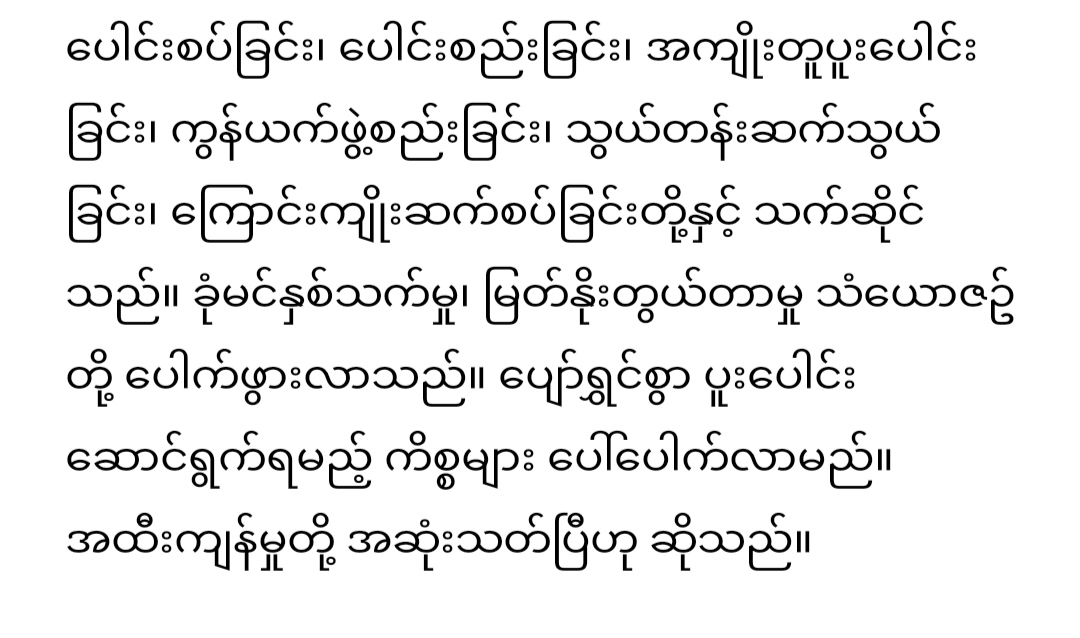 ပေါင်းစပ်ခြင်း၊ ပေါင်းစည်းခြင်း၊ အကျိုးတူပူးပေါင်း
ခြင်း၊ ကွန်ယက်ဖွဲ့စည်းခြင်း၊ သွယ်တန်းဆက်သွယ်
ခြင်း၊ ကြောင်းကျိုးဆက်စပ်ခြင်းတို့နှင့် သက်ဆိုင်
သည်။ ခုံမင်နှစ်သက်မှု၊ မြတ်နိုးတွယ်တာမှု သံယောဇဥ်
တို့ ပေါက်ဖွားလာသည်။ ပျော်ရွှင်စွာ ပူးပေါင်း
ဆောင်ရွက်ရမည့် ကိစ္စများ ပေါ်ပေါက်လာမည်။
အထီးကျန်မှုတို့ အဆုံးသတ်ပြီဟု ဆိုသည်။